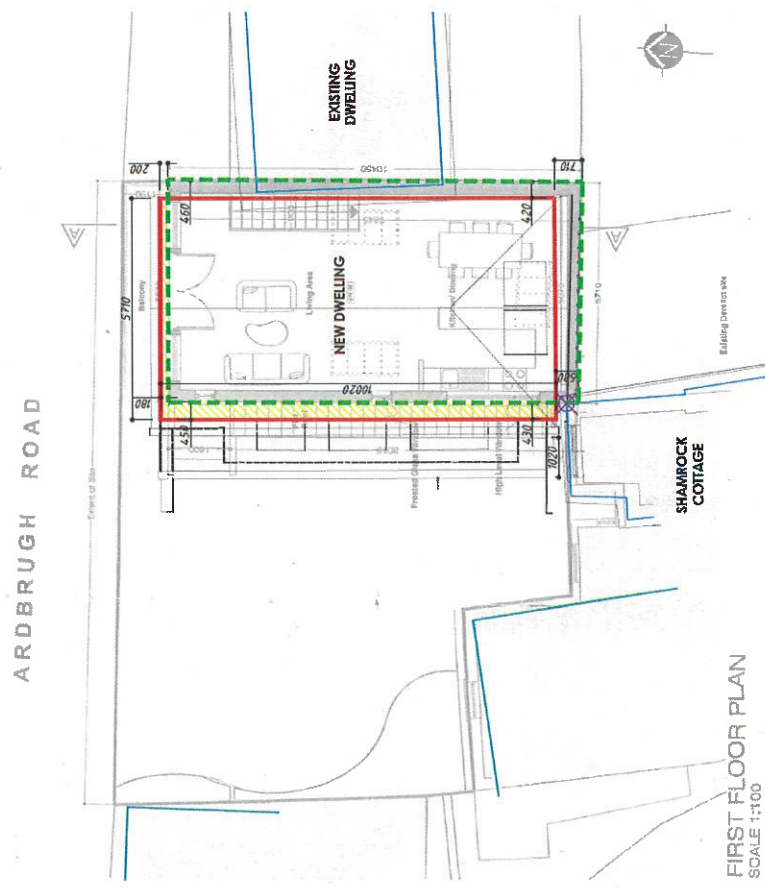 ARDBRUGH ROAD
Extent of Site
EXISTING
DWELLING
N
200
10450
710
5710
Balcony
460
420
A
A
Living Area
NEW DWELLING
Kitchen/ Dining
5710
10020
180
450
430
1020
Frosted Glass Window
High Level Window
SHAMROCK
COTTAGE
FIRST FLOOR PLAN
SCALE 1:100